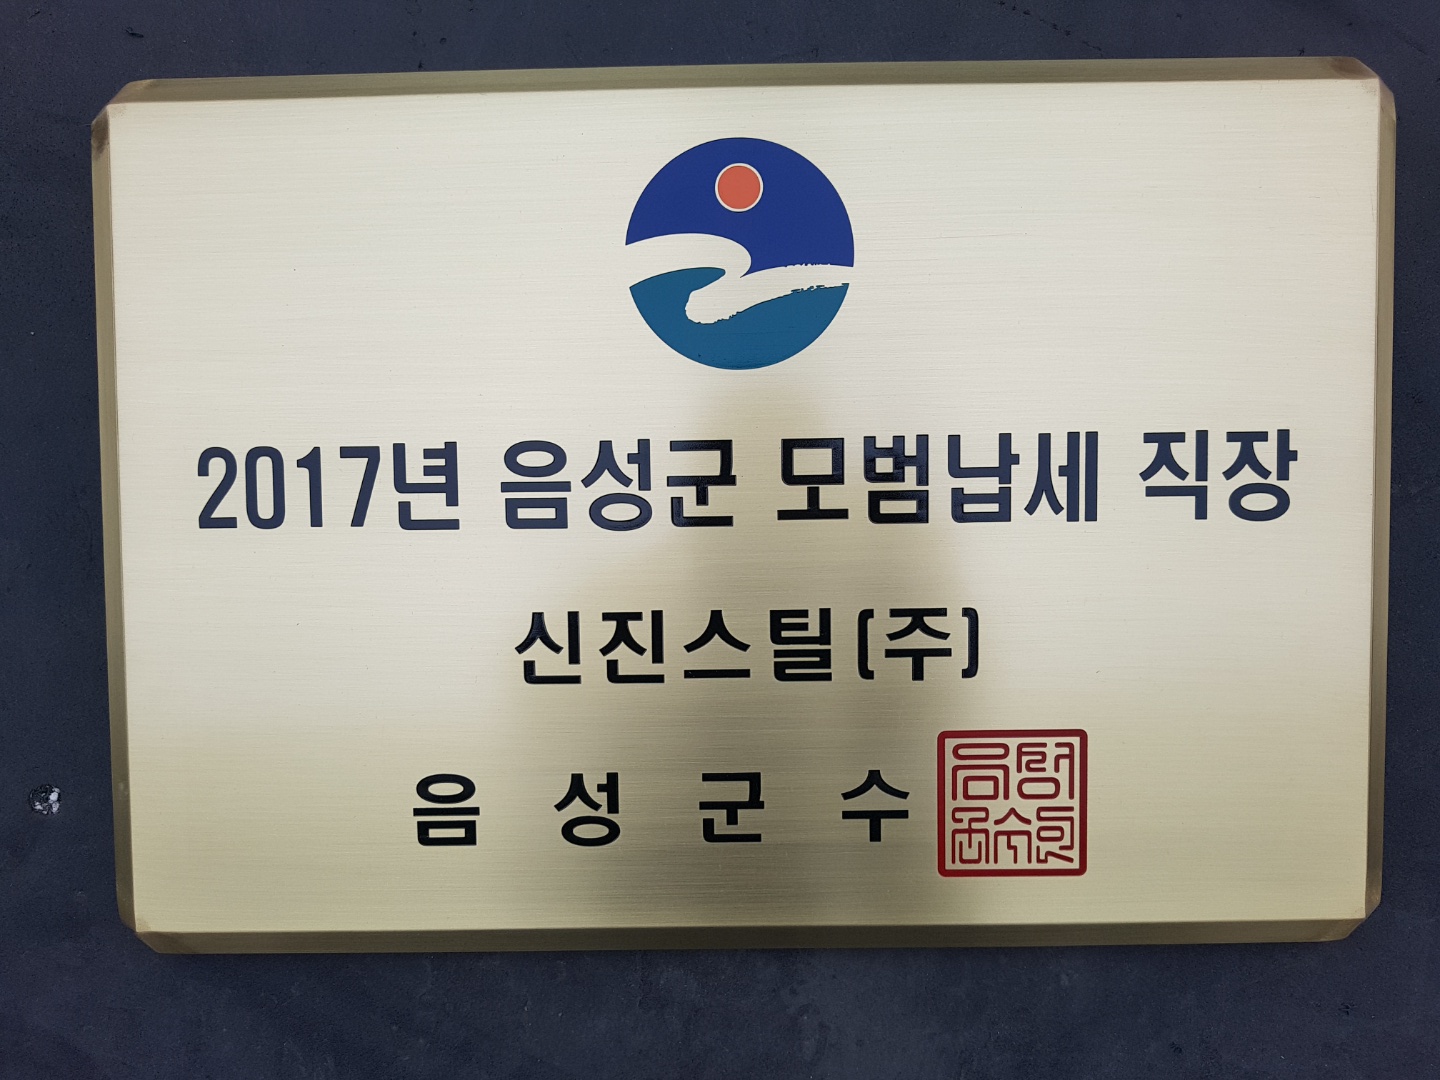 2017년 음성군 모범납세 직장
신진스틸(주)
음성군수